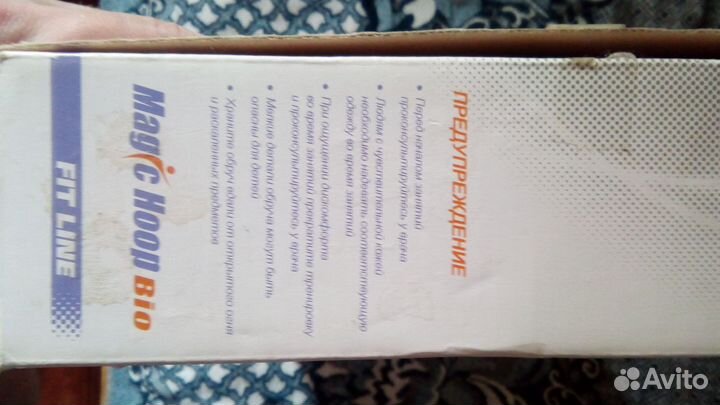 ПРЕДУПРЕЖДЕНИЕ
• Перед началом занятий
проконсультируйтесь у врача
• Людям с чувствительной кожей
необходимо надевать соответствующую
одежду во время занятий
• При ощущении дискомфорта
во время занятий прекратите тренировку
и проконсультируйтесь у врача
• Мелкие детали обруча могут быть
опасны для детей
• Храните обруч вдали от открытого огня
и раскаленных предметов
Magic Hoop Bio
FIT LINE
Avito